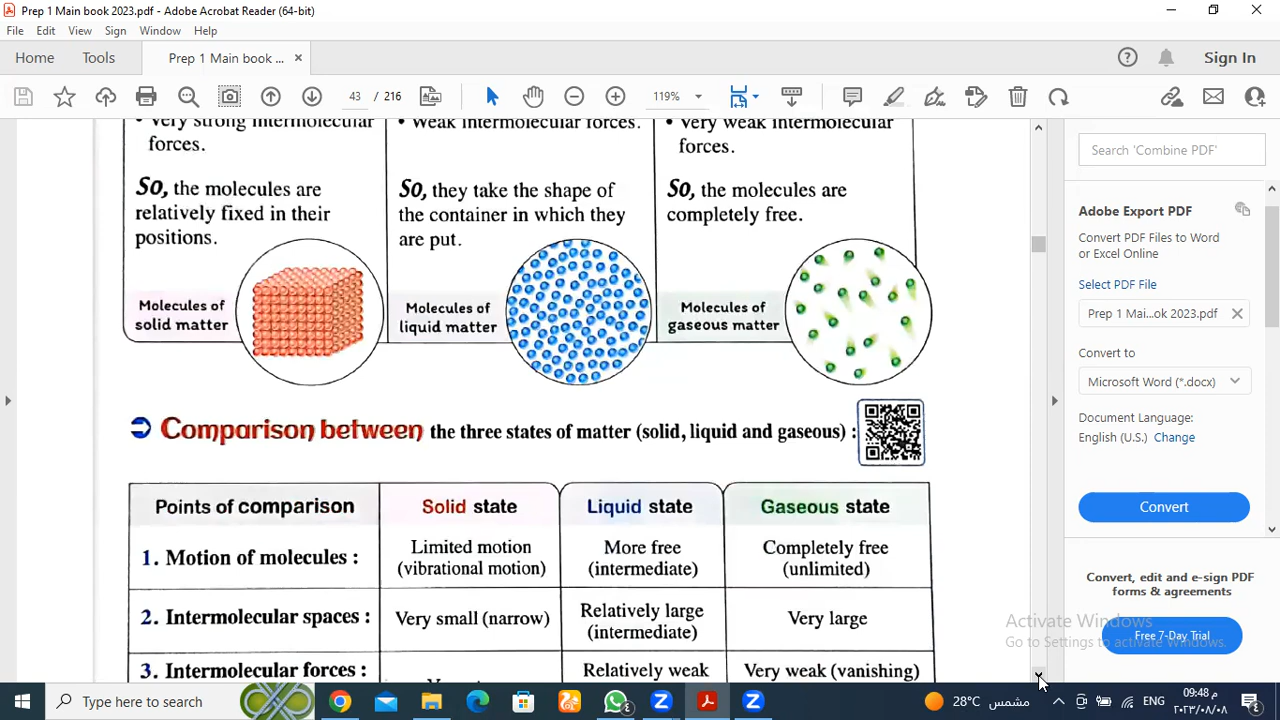 Prep 1 Main book 2023.pdf - Adobe Acrobat Reader (64-bit)
File Edit View Sign Window Help
Home Tools Prep 1 Main book ... × Sign In
43 / 216 119%
• Very strong intermolecular forces.
• Weak intermolecular forces.
• Very weak intermolecular forces.
So, the molecules are
relatively fixed in their
positions.
So, they take the shape of
the container in which they
are put.
So, the molecules are
completely free.
Molecules of
solid matter
Molecules of
liquid matter
Molecules of
gaseous matter
Comparison between the three states of matter (solid, liquid and gaseous) :
Points of comparison Solid state Liquid state Gaseous state
1. Motion of molecules : Limited motion (vibrational motion) More free (intermediate) Completely free (unlimited)
2. Intermolecular spaces : Very small (narrow) Relatively large (intermediate) Very large
3. Intermolecular forces : Relatively weak Very weak (vanishing)
Search 'Combine PDF'
Adobe Export PDF
Convert PDF Files to Word
or Excel Online
Select PDF File
Prep 1 Mai...ok 2023.pdf
Convert to
Microsoft Word (*.docx)
Document Language:
English (U.S.) Change
Convert
Convert, edit and e-sign PDF
forms & agreements
Free 7-Day Trial
Activate Windows
Go to Settings to activate Windows.
Type here to search
28°C مشمس
ENG
09:48 م
٢٠٢٣/٠٨/٠٨